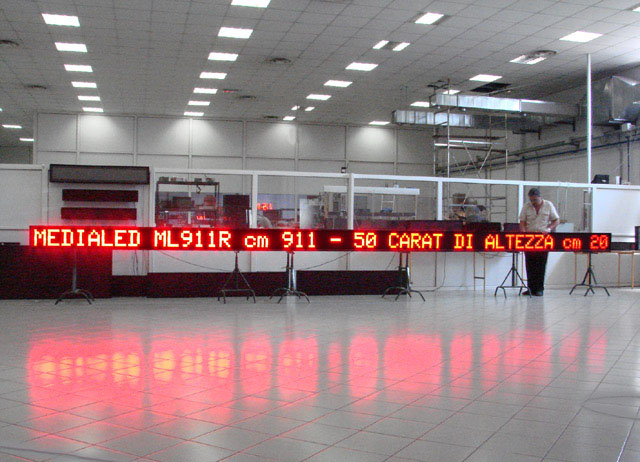 MEDIALED ML911R cm 911 - 50 CARAT DI ALTEZZA cm 20